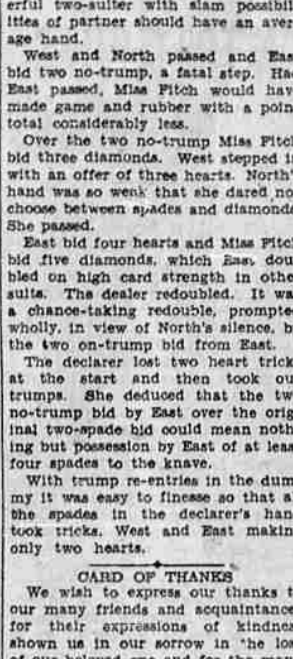 erful two-suiter with slam possibil
ities of partner should have an aver
age hand.
West and North passed and Eas
bid two no-trump, a fatal step. Ha
East passed, Miss Fitch would hav
made game and rubber with a poin
total considerably less.
Over the two no-trump Miss Fitc
bid three diamonds. West stepped i
with an offer of three hearts. North'
hand was so weak that she dared no
choose between spades and diamonds
She passed.
East bid four hearts and Miss Fitc
bid five diamonds, which East dou
bled on high card strength in othe
suits. The dealer redoubled. It wa
a chance-taking redouble, prompte
wholly, in view of North's silence, b
the two on-trump bid from East.
The declarer lost two heart trick
at the start and then took ou
trumps. She deduced that the tw
no-trump bid by East over the orig
inal two-spade bid could mean noth
ing but possession by East of at leas
four spades to the knave.
With trump re-entries in the dum
my it was easy to finesse so that a
the spades in the declarer's han
took tricks, West and East makin
only two hearts.
CARD OF THANKS
We wish to express our thanks t
our many friends and acquaintance
for their expressions of kindnes
shown us in our sorrow in the los